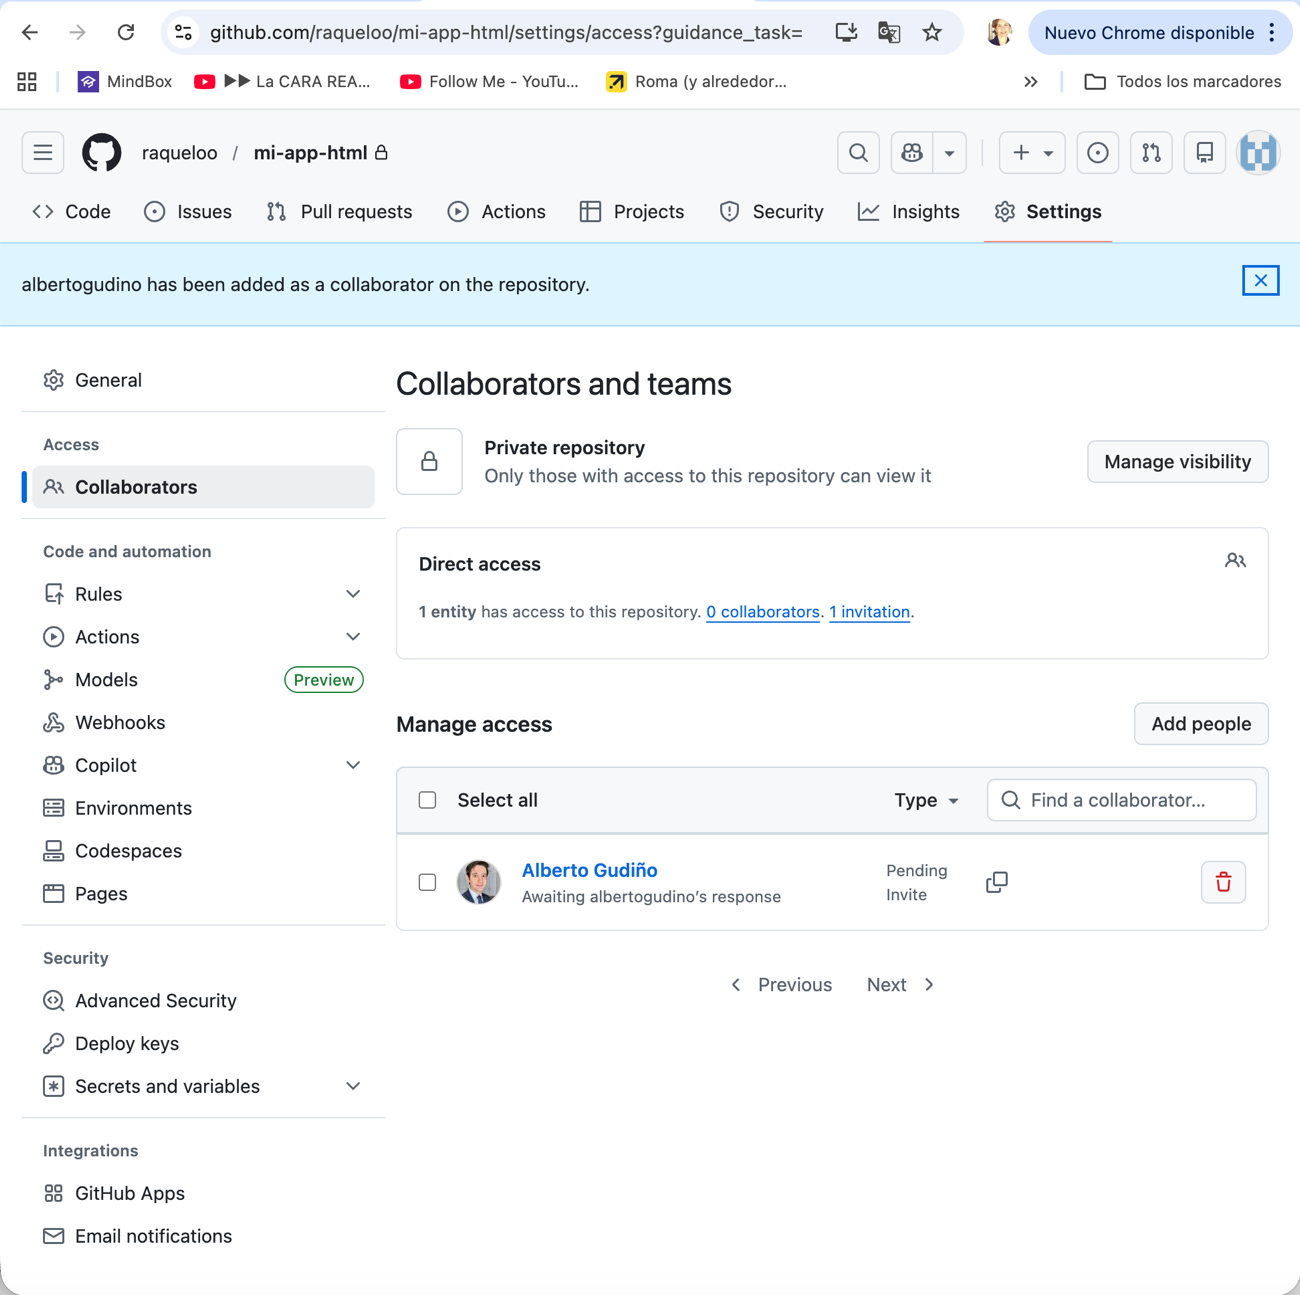 github.com/raqueloo/mi-app-html/settings/access?guidance_task=
Nuevo Chrome disponible
MindBox
▶▶ La CARA REA...
Follow Me - YouTu...
Roma (y alrededor...
»
Todos los marcadores
raqueloo / mi-app-html
Code
Issues
Pull requests
Actions
Projects
Security
Insights
Settings
albertogudino has been added as a collaborator on the repository.
General
Access
Collaborators
Code and automation
Rules
Actions
Models
Preview
Webhooks
Copilot
Environments
Codespaces
Pages
Security
Advanced Security
Deploy keys
Secrets and variables
Integrations
GitHub Apps
Email notifications
Collaborators and teams
Private repository
Only those with access to this repository can view it
Manage visibility
Direct access
1 entity has access to this repository. 0 collaborators. 1 invitation.
Manage access
Add people
Select all
Type
Find a collaborator...
Alberto Gudiño
Awaiting albertogudino’s response
Pending
Invite
Previous
Next